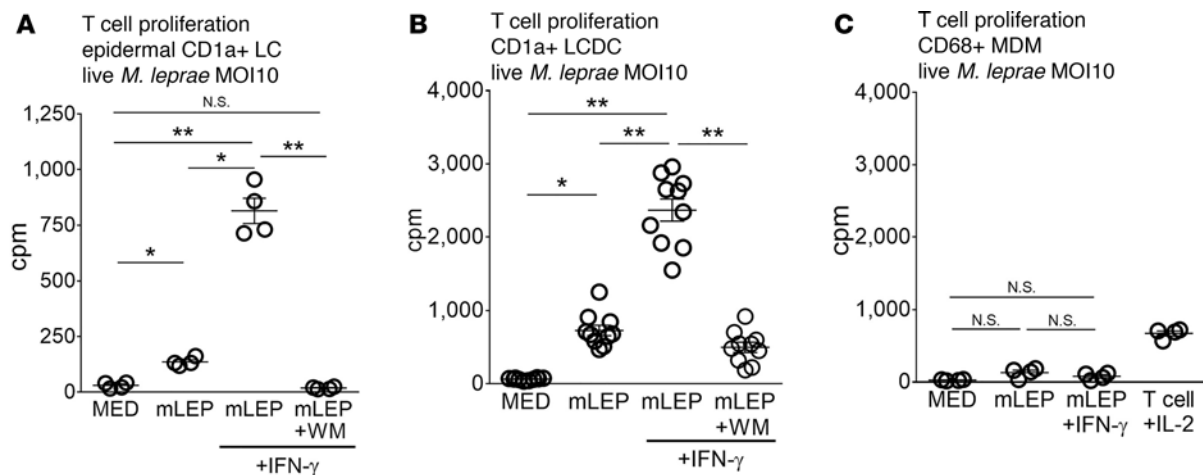 A
T cell proliferation
epidermal CD1a+ LC
live M. leprae MOI10
N.S.
**
*
**
*
1,250
1,000
750
500
250
0
cpm
MED
mLEP
mLEP
mLEP
+WM
+IFN-γ
B
T cell proliferation
CD1a+ LCDC
live M. leprae MOI10
**
**
**
*
4,000
3,000
2,000
1,000
0
cpm
MED
mLEP
mLEP
mLEP
+WM
+IFN-γ
C
T cell proliferation
CD68+ MDM
live M. leprae MOI10
4,000
3,000
2,000
1,000
0
cpm
N.S.
N.S.
N.S.
MED
mLEP
mLEP
+IFN-γ
T cell
+IL-2